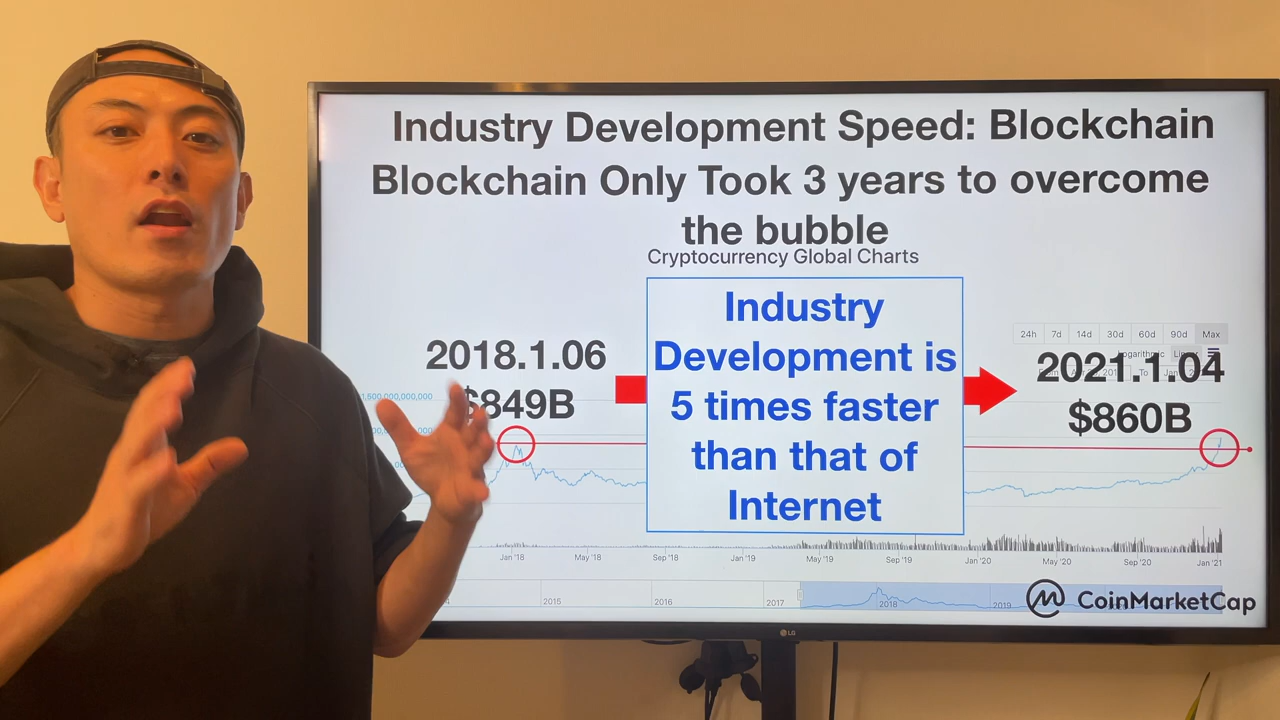 Industry Development Speed: Blockchain
Blockchain Only Took 3 years to overcome
the bubble
Cryptocurrency Global Charts
Industry
Development is
5 times faster
than that of
Internet
2018.1.06
$849B
2021.1.04
$860B
24h 7d 14d 30d 60d 90d Max
Jan '18 May '18 Sep '18 Jan '19 May '19 Sep '19 Jan '20 May '20 Sep '20 Jan '21
2015 2016 2017 2018 2019
CoinMarketCap
LG